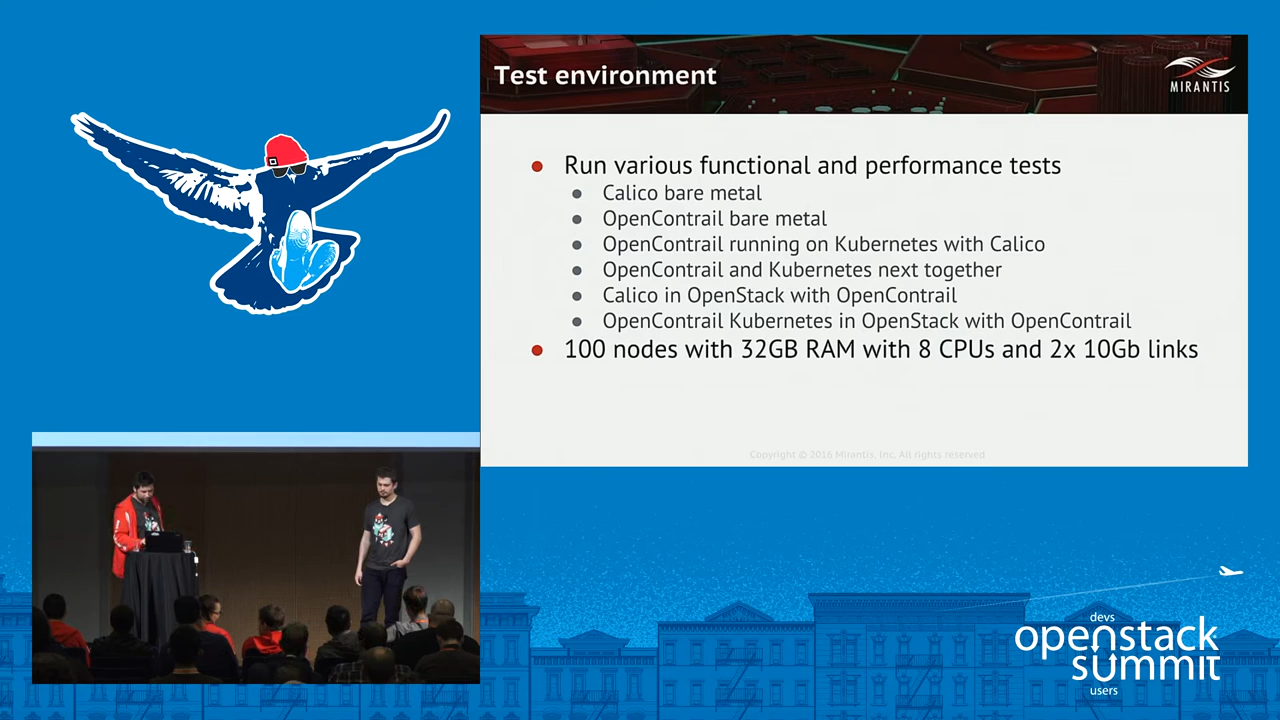 Test environment
MIRANTIS
Run various functional and performance tests
Calico bare metal
OpenContrail bare metal
OpenContrail running on Kubernetes with Calico
OpenContrail and Kubernetes next together
Calico in OpenStack with OpenContrail
OpenContrail Kubernetes in OpenStack with OpenContrail
100 nodes with 32GB RAM with 8 CPUs and 2x 10Gb links
Copyright © 2016 Mirantis, Inc. All rights reserved
devs
openstack
summit
users